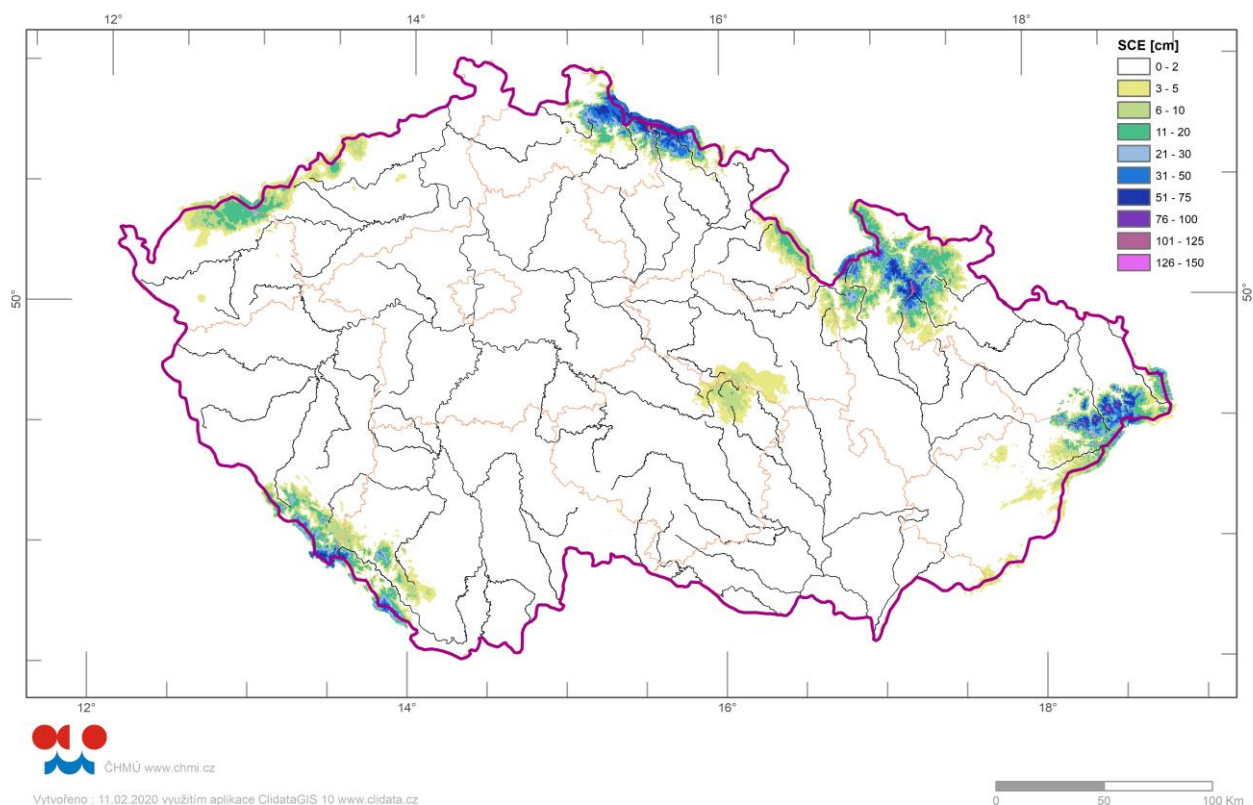 12° 14° 16° 18°
SCE [cm]
0 - 2
3 - 5
6 - 10
11 - 20
21 - 30
31 - 50
51 - 75
76 - 100
101 - 125
126 - 150
50° 50°
12° 14° 16° 18°
ČHMÚ www.chmi.cz
Vytvořeno : 11.02.2020 využitím aplikace ClidataGIS 10 www.clidata.cz
0 50 100 Km